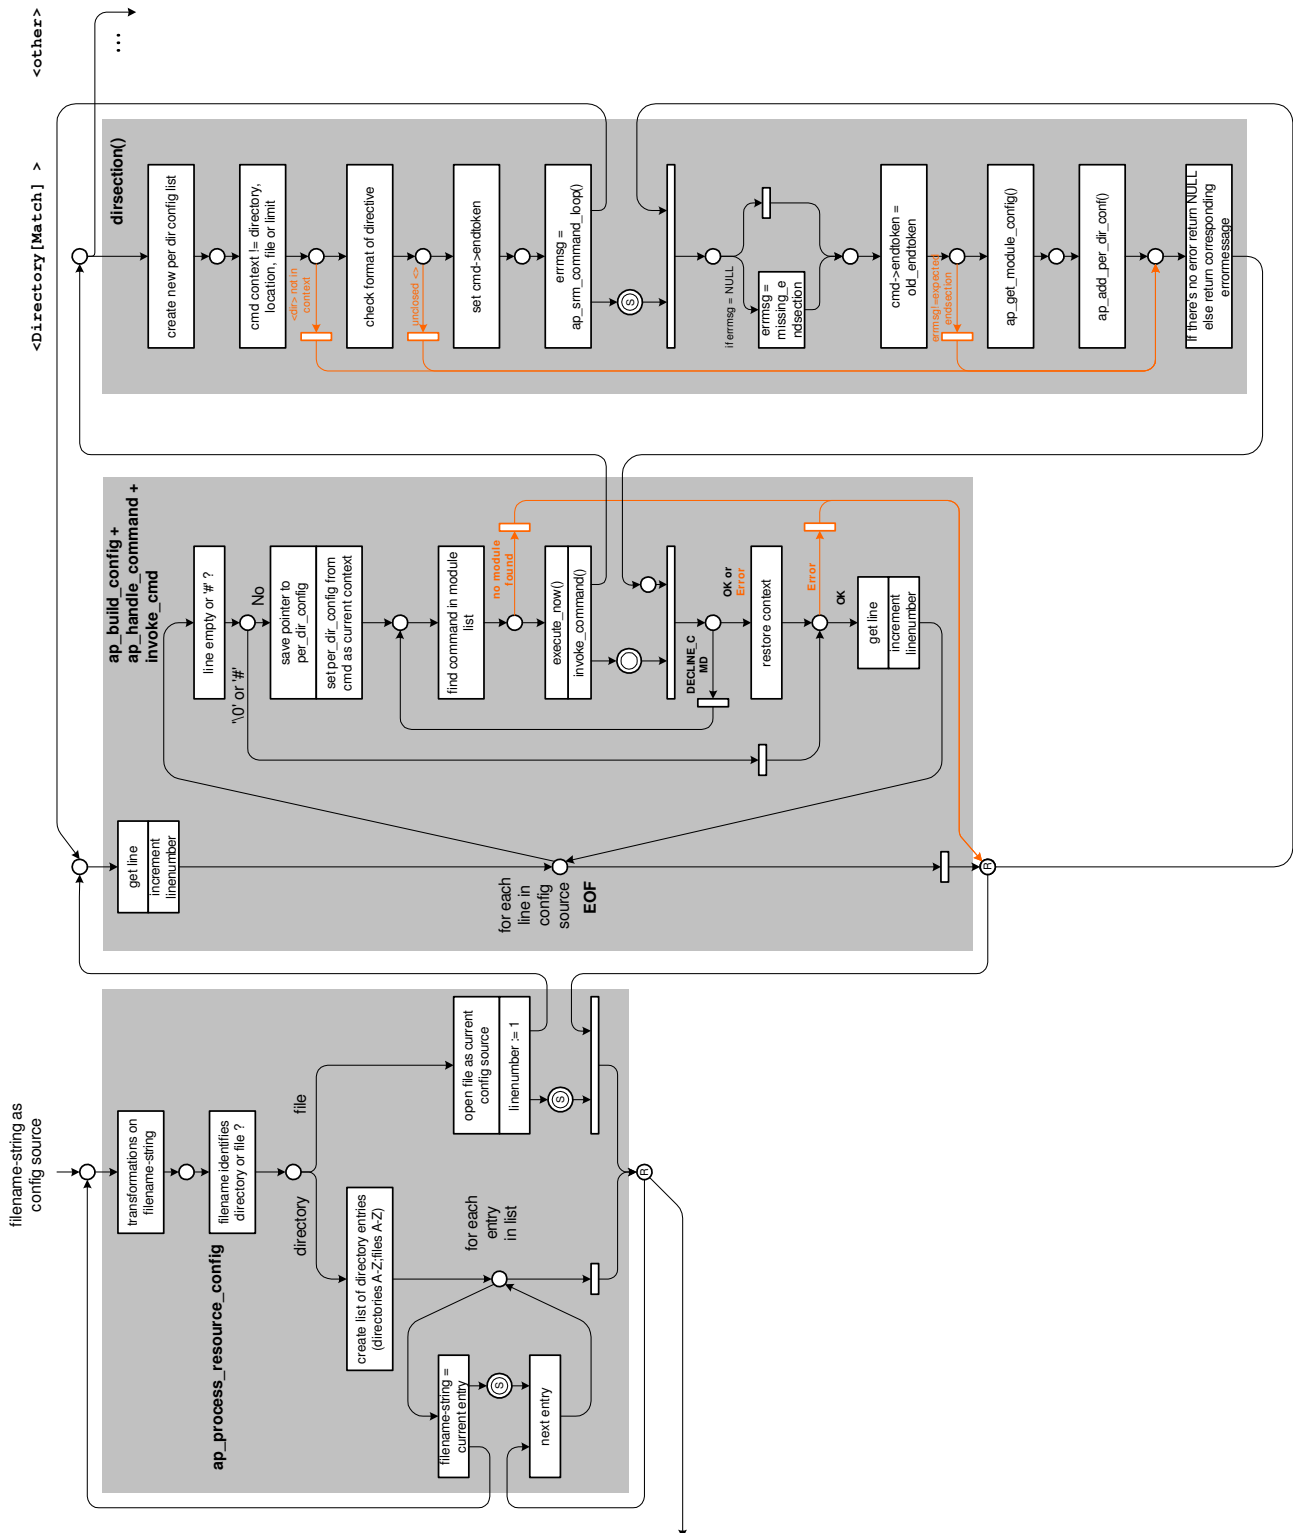 filename-string as
config source
ap_process_resource_config
transformations on
filename-string
filename identifies
directory or file ?
directory
file
create list of directory entries
(directories A-Z;files A-Z)
for each
entry
in list
filename-string =
current entry
S
next entry
open file as current
config source
linenumber := 1
S
R
ap_build_config +
ap_handle_command +
invoke_cmd
get line
increment
linenumber
for each
line in
config
source
EOF
line empty or '#' ?
'\0' or '#'
No
save pointer to
per_dir_config
set per_dir_config from
cmd as current context
find command in module
list
no module
found
execute_now()
invoke_command()
DECLINE_C
MD
OK or
Error
restore context
Error
OK
get line
increment
linenumber
R
<Directory[Match] >
<other>
...
dirsection()
create new per dir config list
cmd context != directory,
location, file or limit
<dir> not in
context
check format of directive
unclosed <>
set cmd->endtoken
errmsg =
ap_srm_command_loop()
S
if errmsg = NULL
errmsg =
missing_e
ndsection
cmd->endtoken =
old_endtoken
errmsg!=expected
endsection
ap_get_module_config()
ap_add_per_dir_conf()
If there's no error return NULL
else return corresponding
errormessage